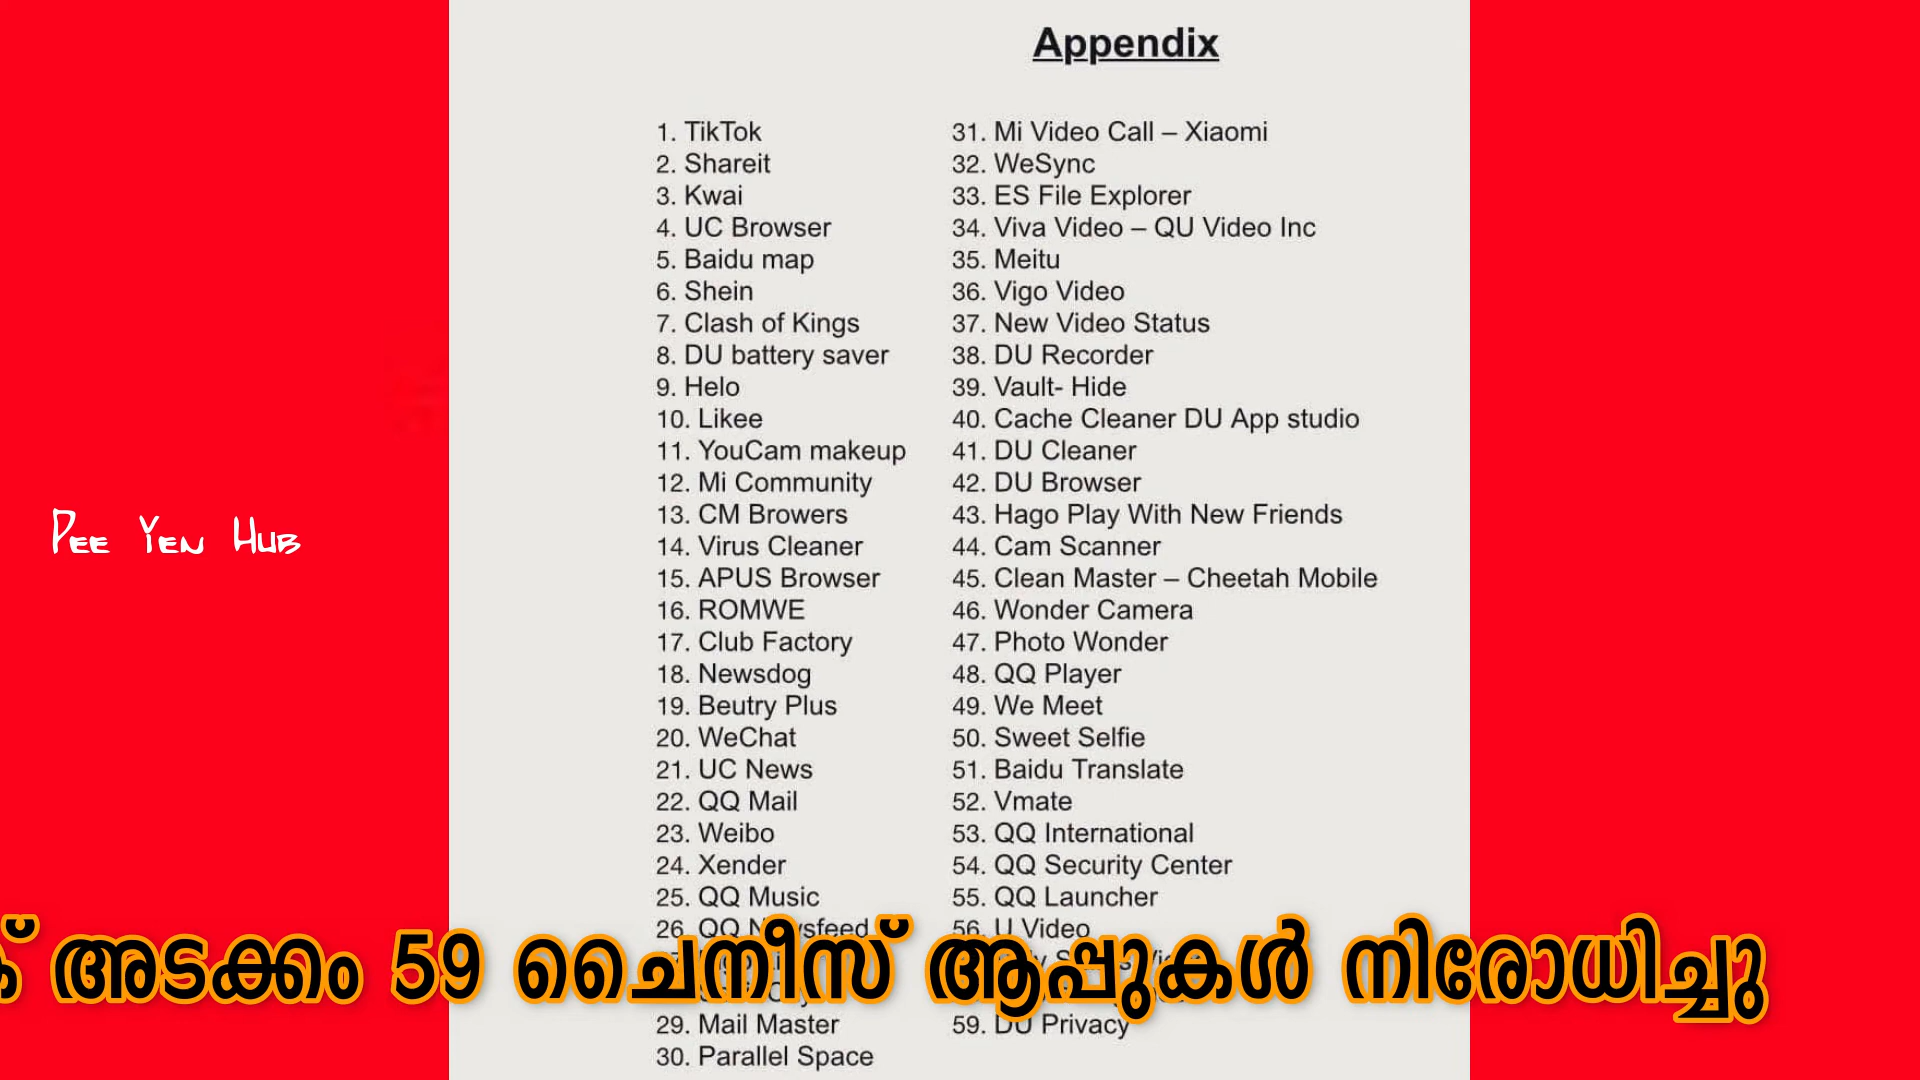 Appendix
1. TikTok
2. Shareit
3. Kwai
4. UC Browser
5. Baidu map
6. Shein
7. Clash of Kings
8. DU battery saver
9. Helo
10. Likee
11. YouCam makeup
12. Mi Community
13. CM Browers
14. Virus Cleaner
15. APUS Browser
16. ROMWE
17. Club Factory
18. Newsdog
19. Beutry Plus
20. WeChat
21. UC News
22. QQ Mail
23. Weibo
24. Xender
25. QQ Music
26. QQ Newsfeed
29. Mail Master
30. Parallel Space
31. Mi Video Call – Xiaomi
32. WeSync
33. ES File Explorer
34. Viva Video – QU Video Inc
35. Meitu
36. Vigo Video
37. New Video Status
38. DU Recorder
39. Vault- Hide
40. Cache Cleaner DU App studio
41. DU Cleaner
42. DU Browser
43. Hago Play With New Friends
44. Cam Scanner
45. Clean Master – Cheetah Mobile
46. Wonder Camera
47. Photo Wonder
48. QQ Player
49. We Meet
50. Sweet Selfie
51. Baidu Translate
52. Vmate
53. QQ International
54. QQ Security Center
55. QQ Launcher
56. U Video
59. DU Privacy
Pee Yen Hub
അടക്കം 59 ചൈനീസ് ആപ്പുകൾ നിരോധിച്ചു